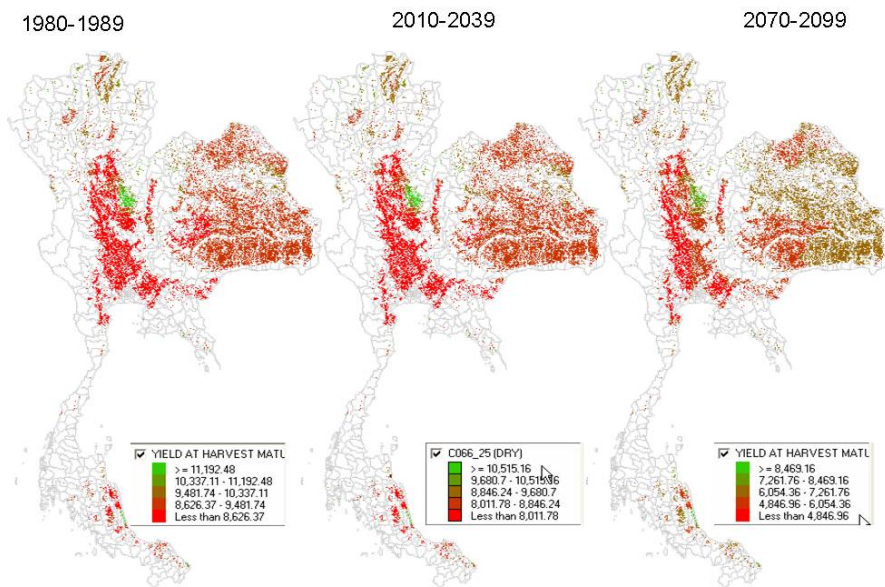 1980-1989
2010-2039
2070-2099
YIELD AT HARVEST MATU
>= 11,192.48
10,337.11 - 11,192.48
9,481.74 - 10,337.11
8,626.37 - 9,481.74
Less than 8,626.37
C066_25 (DRY)
>= 10,515.16
9,680.7 - 10,515.16
8,846.24 - 9,680.7
8,011.78 - 8,846.24
Less than 8,011.78
YIELD AT HARVEST MATU
>= 8,469.16
7,261.76 - 8,469.16
6,054.36 - 7,261.76
4,846.96 - 6,054.36
Less than 4,846.96